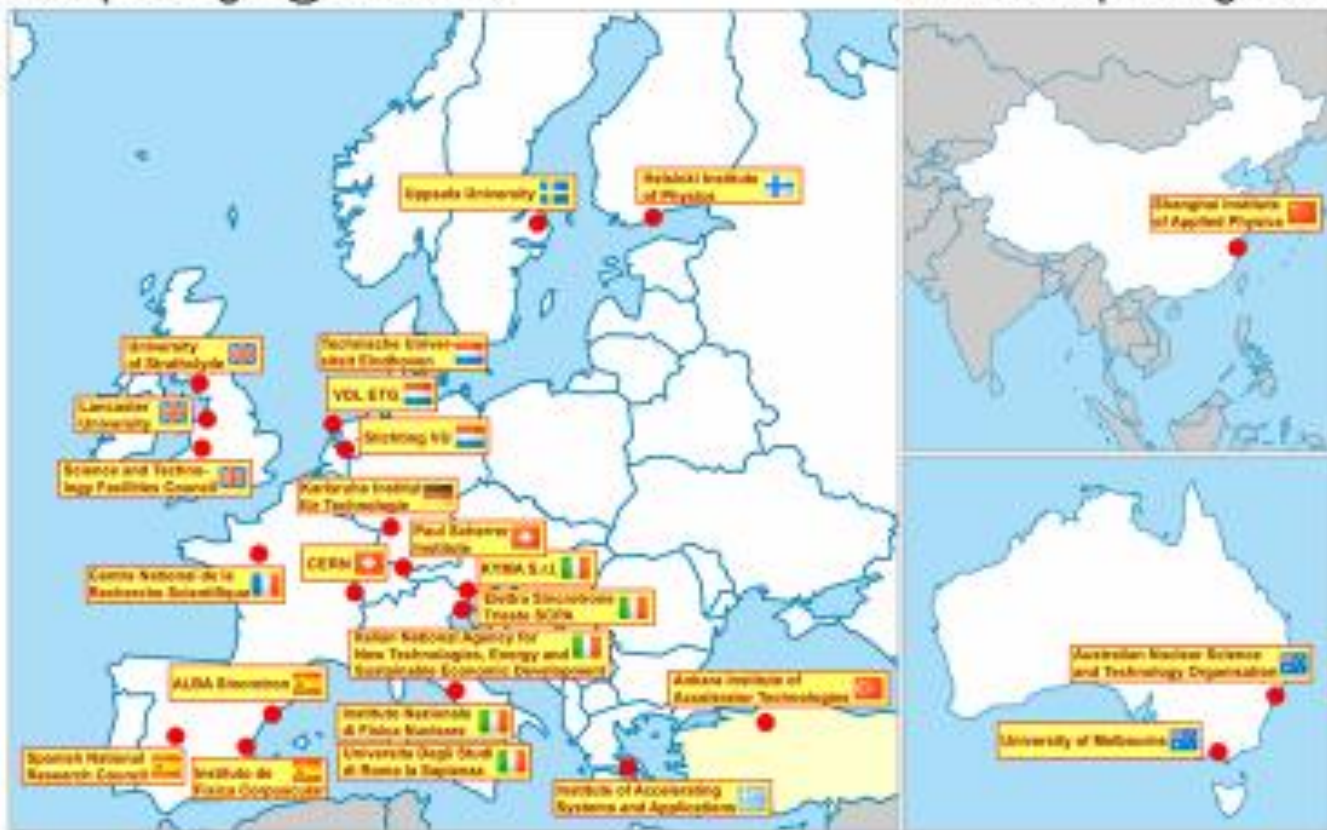 Uppsala University
Helsinki Institute
of Physics
Shanghai Institute
of Applied Physics
University
of Strathclyde
Technische Univer-
siteit Eindhoven
VDL ETG
Lancaster
University
Stichting VU
Science and Techno-
logy Facilities Council
Karlsruhe Institut
für Technologie
Paul Scherrer
Institute
CERN
KYMA S.r.l.
Centre National de la
Recherche Scientifique
Elettra Sincrotrone
Trieste SCPA
Italian National Agency for
New Technologies, Energy and
Sustainable Economic Development
ALBA Sincrotron
Ankara Institute of
Accelerator Technologies
Australian Nuclear Science
and Technology Organisation
Instituto Nazionale
di Fisica Nucleare
University of Melbourne
Spanish National
Research Council
Instituto de
Fisica Corpuscular
Universita Degli Studi
di Roma la Sapienza
Institute of Accelerating
Systems and Applications